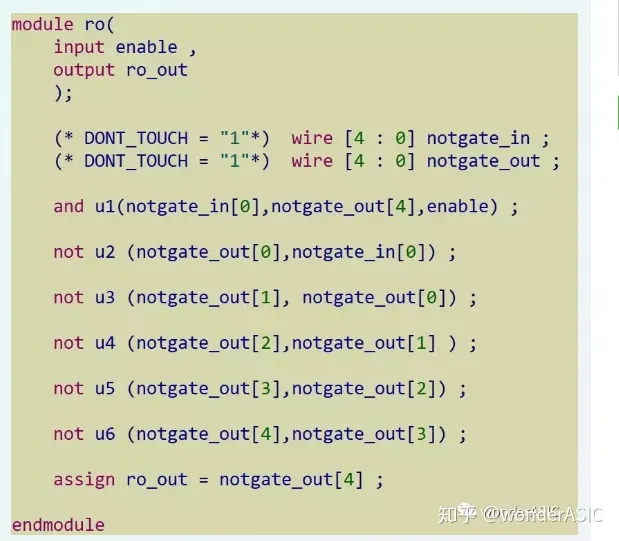 module ro(
    input enable ,
    output ro_out
    );
    (* DONT_TOUCH = "1"*)  wire [4 : 0] notgate_in ;
    (* DONT_TOUCH = "1"*)  wire [4 : 0] notgate_out ;
    and u1(notgate_in[0],notgate_out[4],enable) ;
    not u2 (notgate_out[0],notgate_in[0]) ;
    not u3 (notgate_out[1], notgate_out[0]) ;
    not u4 (notgate_out[2],notgate_out[1] ) ;
    not u5 (notgate_out[3],notgate_out[2]) ;
    not u6 (notgate_out[4],notgate_out[3]) ;
    assign ro_out = notgate_out[4] ;
endmodule
知乎 @wonderASIC